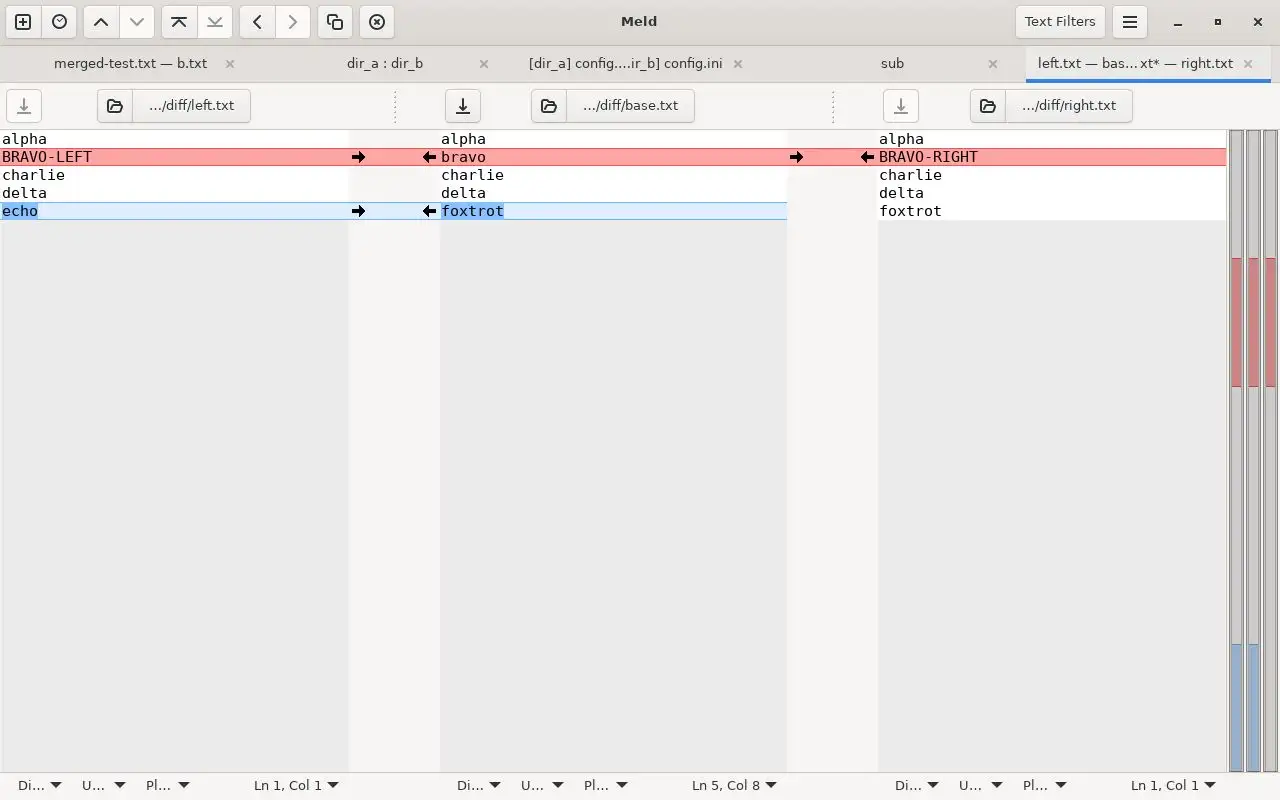 Meld
Text Filters
merged-test.txt — b.txt
dir_a : dir_b
[dir_a] config....ir_b] config.ini
sub
left.txt — bas... xt* — right.txt
.../diff/left.txt
.../diff/base.txt
.../diff/right.txt
alpha
BRAVO-LEFT
charlie
delta
echo
alpha
bravo
charlie
delta
foxtrot
alpha
BRAVO-RIGHT
charlie
delta
foxtrot
Di...
U...
Pl...
Ln 1, Col 1
Di...
U...
Pl...
Ln 5, Col 8
Di...
U...
Pl...
Ln 1, Col 1